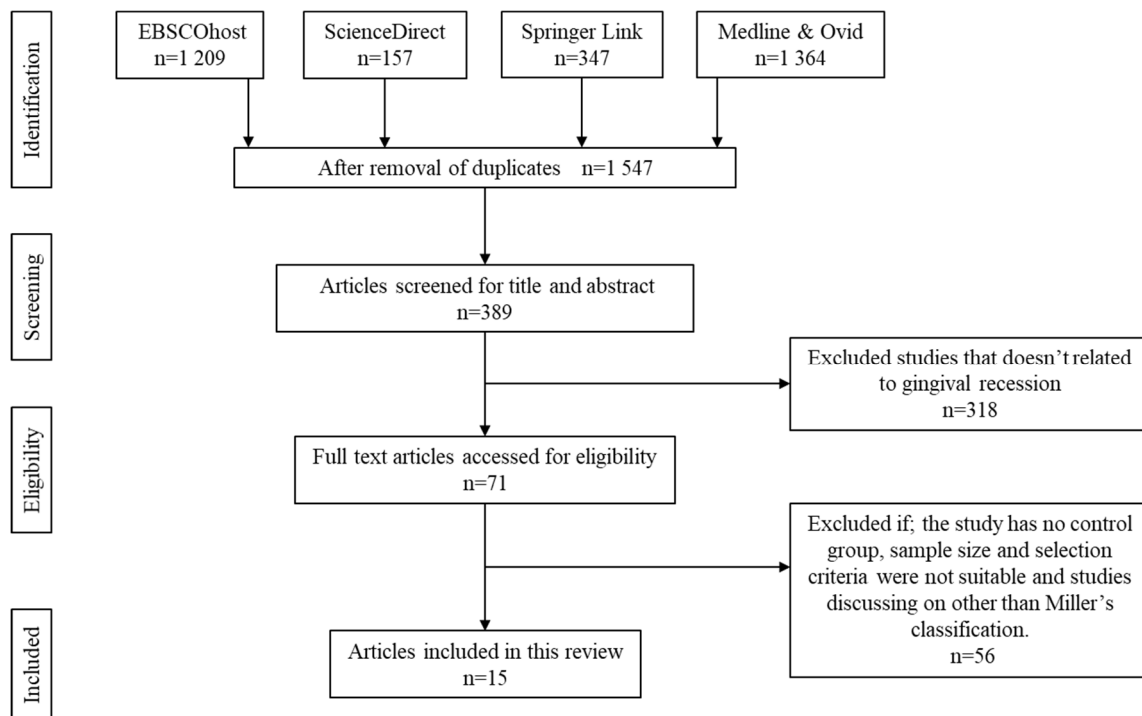 Identification
EBSCOhost
n=1 209
ScienceDirect
n=157
Springer Link
n=347
Medline & Ovid
n=1 364
After removal of duplicates n=1 547
Screening
Articles screened for title and abstract
n=389
Excluded studies that doesn’t related
to gingival recession
n=318
Eligibility
Full text articles accessed for eligibility
n=71
Excluded if; the study has no control
group, sample size and selection
criteria were not suitable and studies
discussing on other than Miller’s
classification.
n=56
Included
Articles included in this review
n=15